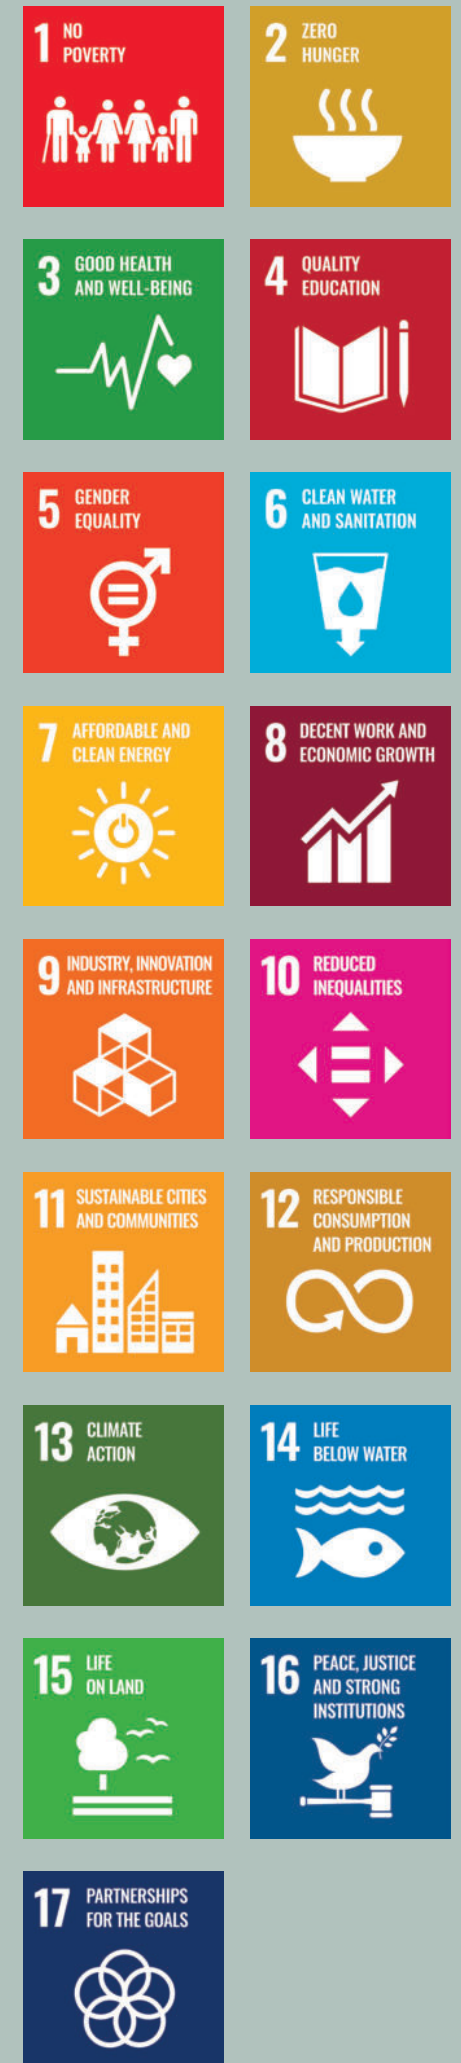 1 NO
POVERTY
2 ZERO
HUNGER
3 GOOD HEALTH
AND WELL-BEING
4 QUALITY
EDUCATION
5 GENDER
EQUALITY
6 CLEAN WATER
AND SANITATION
7 AFFORDABLE AND
CLEAN ENERGY
8 DECENT WORK AND
ECONOMIC GROWTH
9 INDUSTRY, INNOVATION
AND INFRASTRUCTURE
10 REDUCED
INEQUALITIES
11 SUSTAINABLE CITIES
AND COMMUNITIES
12 RESPONSIBLE
CONSUMPTION
AND PRODUCTION
13 CLIMATE
ACTION
14 LIFE
BELOW WATER
15 LIFE
ON LAND
16 PEACE, JUSTICE
AND STRONG
INSTITUTIONS
17 PARTNERSHIPS
FOR THE GOALS